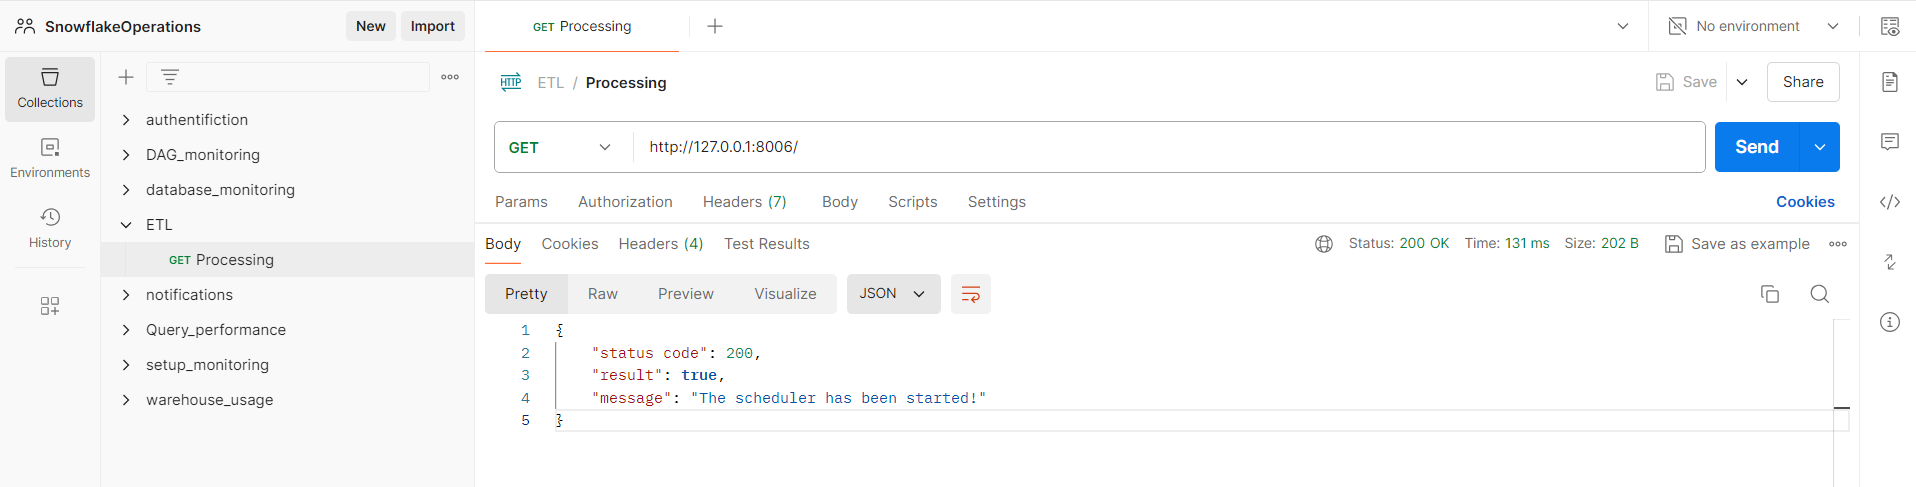 SnowflakeOperations
New
Import
GET Processing
No environment
Collections
Environments
History
authentifiction
DAG_monitoring
database_monitoring
ETL
GET Processing
notifications
Query_performance
setup_monitoring
warehouse_usage
HTTP ETL / Processing
Save
Share
GET http://127.0.0.1:8006/
Send
Params Authorization Headers (7) Body Scripts Settings
Cookies
Body Cookies Headers (4) Test Results
Status: 200 OK Time: 131 ms Size: 202 B Save as example
Pretty Raw Preview Visualize JSON
1 {
2 "status code": 200,
3 "result": true,
4 "message": "The scheduler has been started!"
5 }